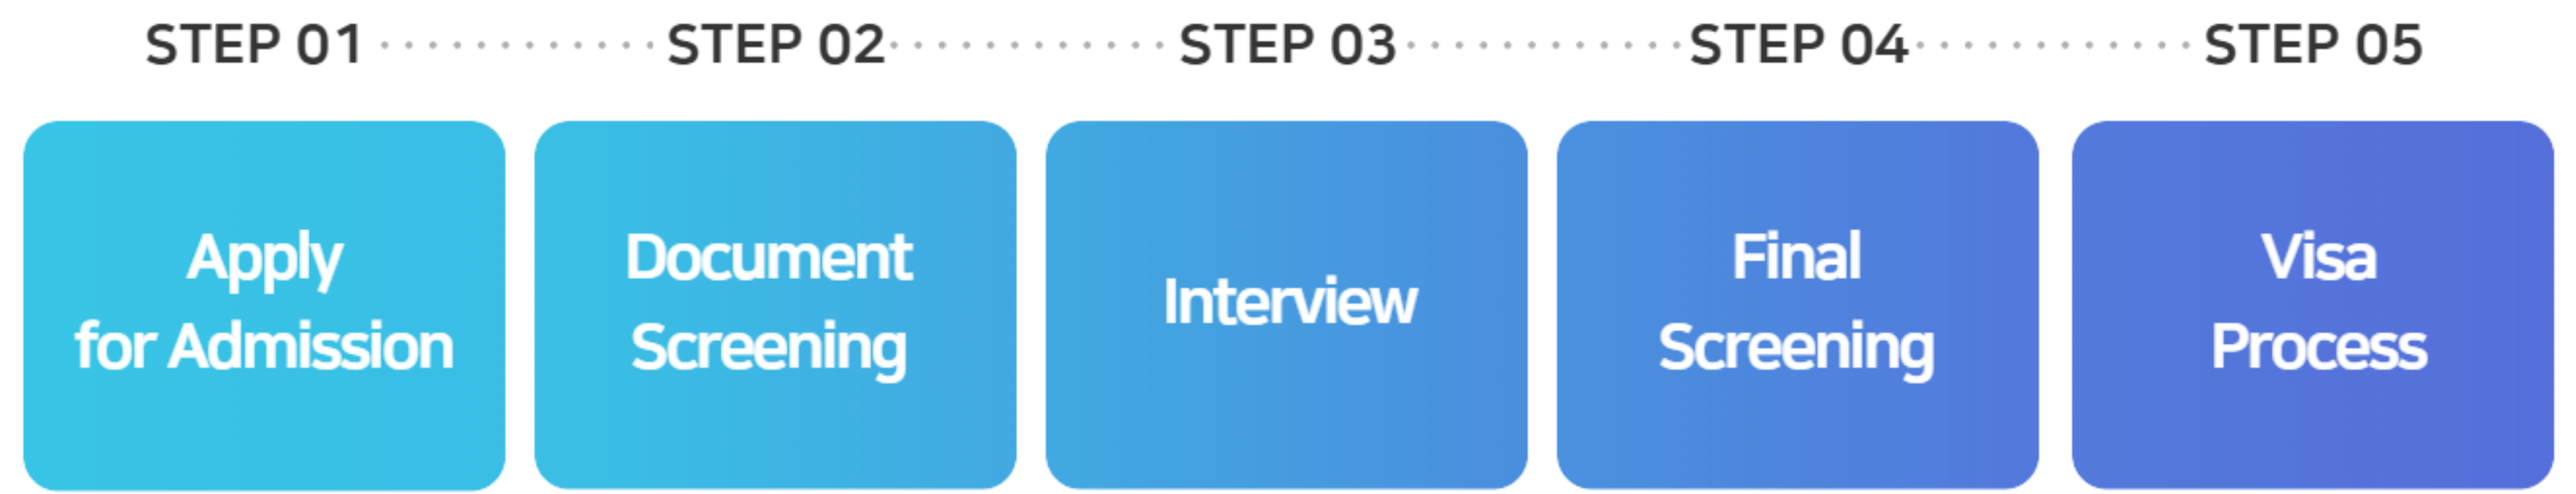 STEP 01
STEP 02
STEP 03
STEP 04
STEP 05
Apply
for Admission
Document
Screening
Interview
Final
Screening
Visa
Process